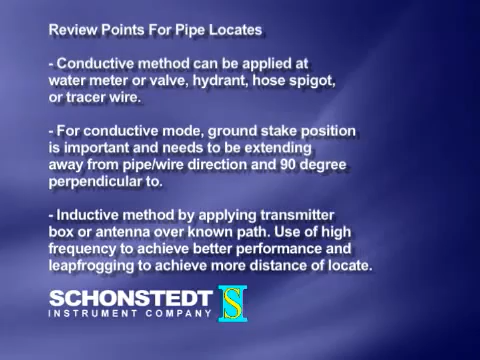 Review Points For Pipe Locates
- Conductive method can be applied at
water meter or valve, hydrant, hose spigot,
or tracer wire.
- For conductive mode, ground stake position
is important and needs to be extending
away from pipe/wire direction and 90 degree
perpendicular to.
- Inductive method by applying transmitter
box or antenna over known path. Use of high
frequency to achieve better performance and
leapfrogging to achieve more distance of locate.
SCHONSTEDT
INSTRUMENT COMPANY
SI